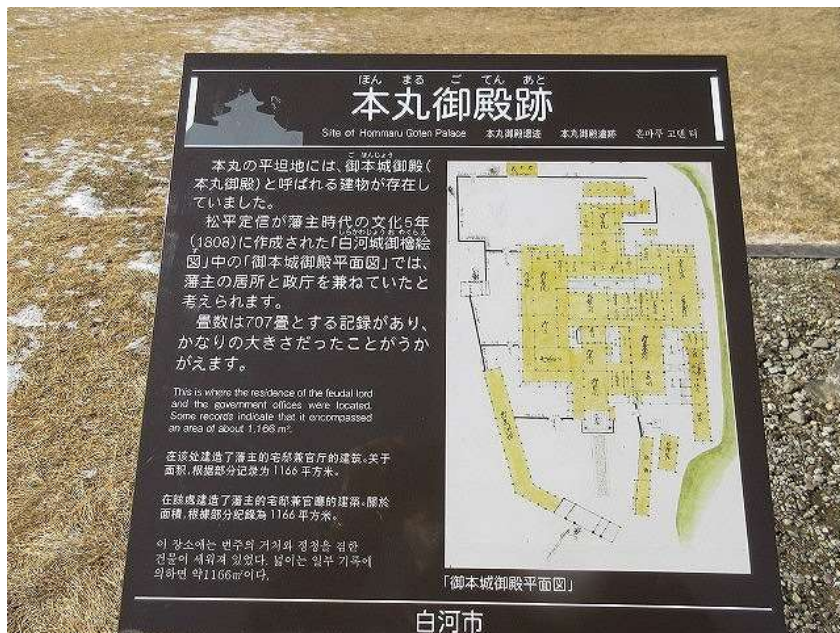 ほん まる ご てん あと
本丸御殿跡
Site of Hommaru Goten Palace 本丸御殿遗迹 本丸御殿遺跡 혼마루 고텐 터
ご ほんじょう
本丸の平坦地には、御本城御殿(
本丸御殿)と呼ばれる建物が存在し
ていました。
松平定信が藩主時代の文化5年
しらかわじょう お やぐら え
(1808)に作成された「白河城御櫓絵
図」中の「御本城御殿平面図」では、
藩主の居所と政庁を兼ねていたと
考えられます。
畳数は707畳とする記録があり、
かなりの大きさだったことがうか
がえます。
This is where the residence of the feudal lord
and the government offices were located.
Some records indicate that it encompassed
an area of about 1,166 m².
在该处建造了藩主的宅邸兼官厅的建筑。关于
面积，根据部分记录为1166平方米。
在該處建造了藩主的宅邸兼官廳的建築。關於
面積，根據部分紀錄為1166平方米。
이 장소에는 번주의 거처와 정청을 겸한
건물이 세워져 있었다. 넓이는 일부 기록에
의하면 약1166㎡이다.
「御本城御殿平面図」
白河市